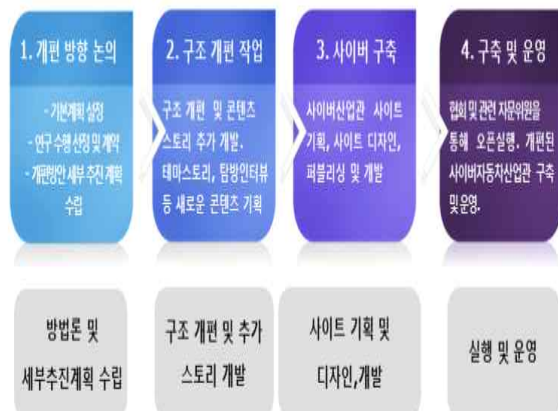 1. 개편 방향 논의
- 기본계획 설정
- 연구 수행 선정 및 계약
- 개편방안 세부 추진 계획
수립
2. 구조 개편 작업
구조 개편 및 콘텐츠
스토리 추가 개발.
테마스토리, 탐방인터뷰
등 새로운 콘텐츠 기획
3. 사이버 구축
사이버산업관 사이트
기획, 사이트 디자인,
퍼블리싱 및 개발
4. 구축 및 운영
협회 및 관련 자문위원을
통해 오픈실행. 개편된
사이버자동차산업관 구축
및운영.
방법론 및
세부추진계획 수립
구조 개편 및 추가
스토리 개발
사이트 기획 및
디자인,개발
실행 및 운영